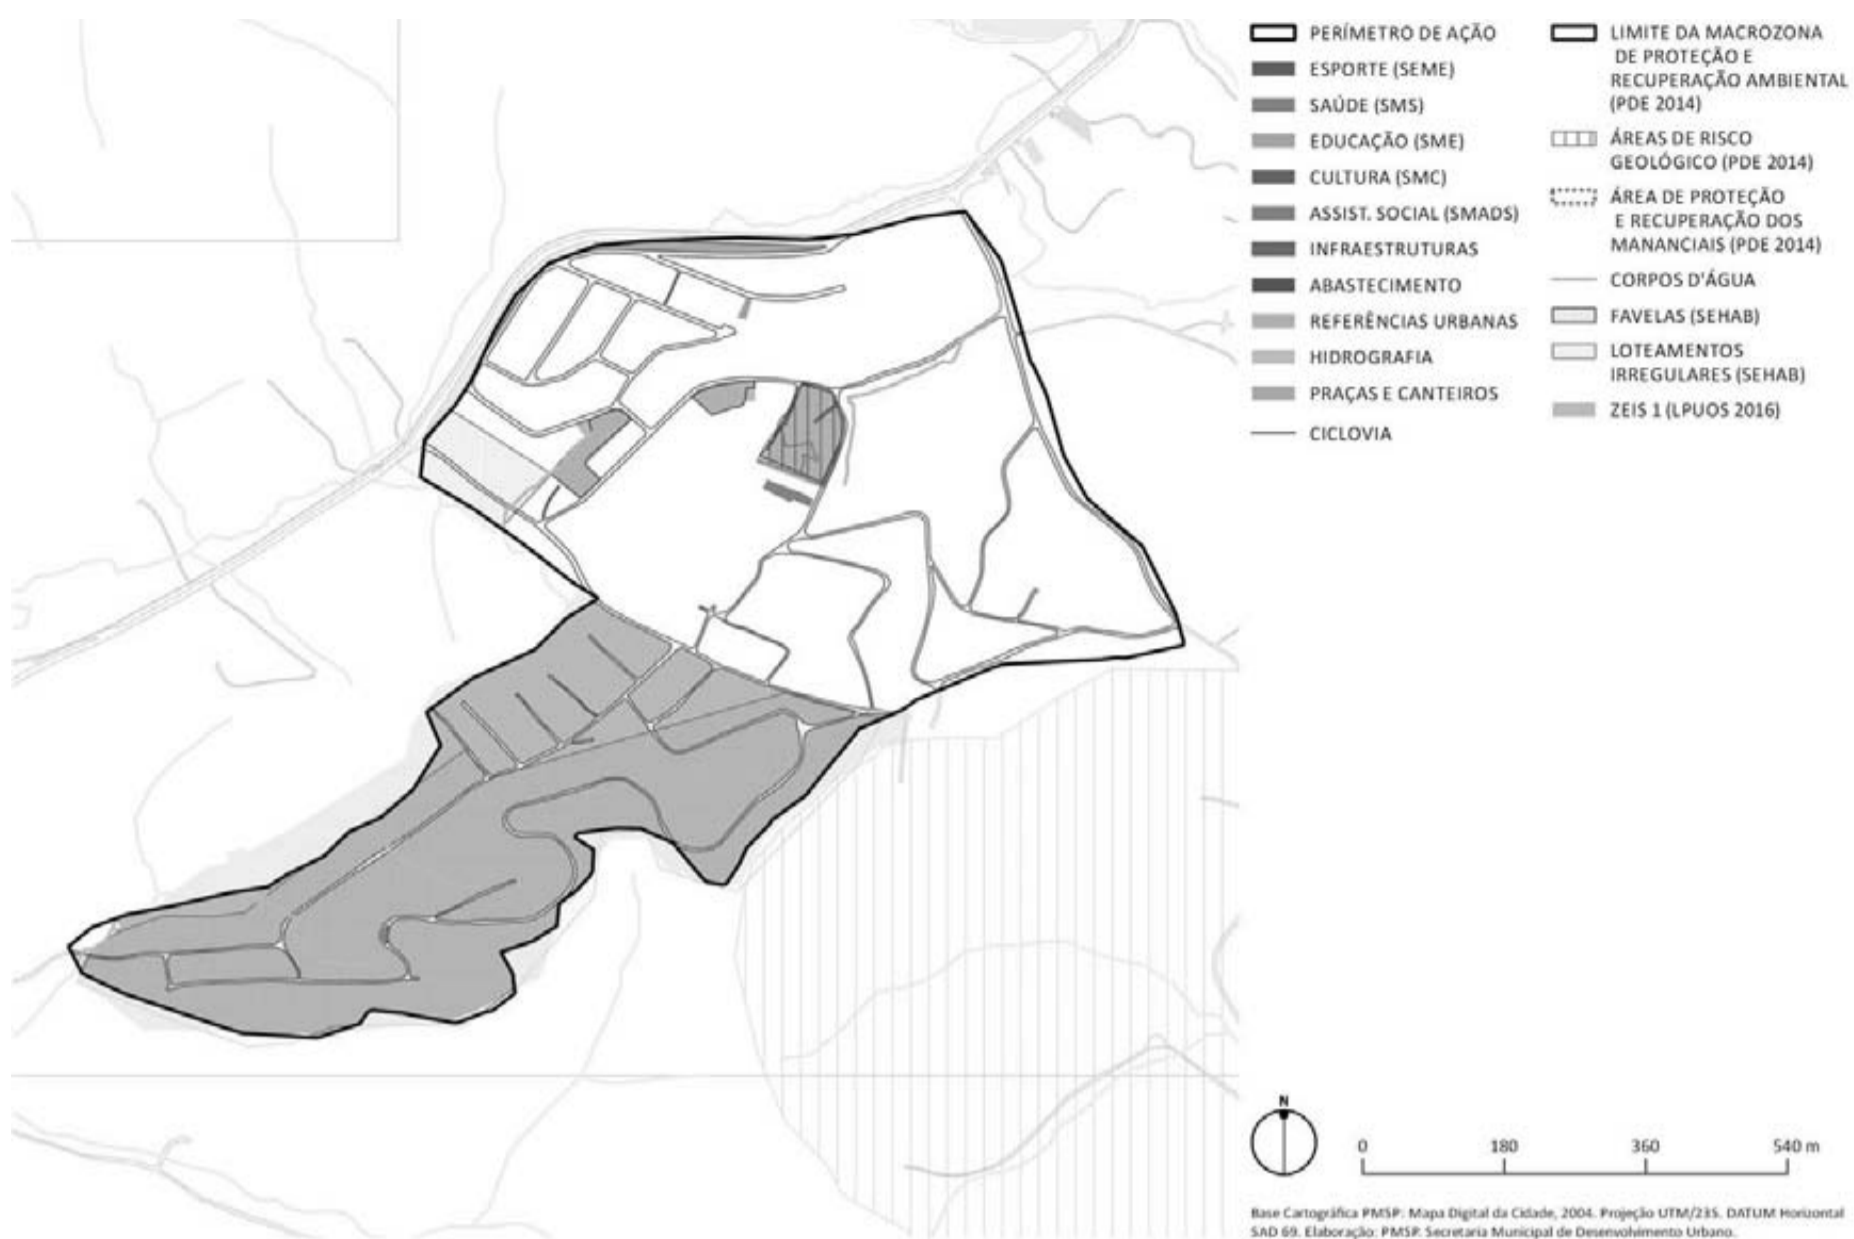 PERÍMETRO DE AÇÃO
ESPORTE (SEME)
SAÚDE (SMS)
EDUCAÇÃO (SME)
CULTURA (SMC)
ASSIST. SOCIAL (SMADS)
INFRAESTRUTURAS
ABASTECIMENTO
REFERÊNCIAS URBANAS
HIDROGRAFIA
PRAÇAS E CANTEIROS
CICLOVIA
LIMITE DA MACROZONA
DE PROTEÇÃO E
RECUPERAÇÃO AMBIENTAL
(PDE 2014)
ÁREAS DE RISCO
GEOLÓGICO (PDE 2014)
ÁREA DE PROTEÇÃO
E RECUPERAÇÃO DOS
MANANCIAIS (PDE 2014)
CORPOS D'ÁGUA
FAVELAS (SEHAB)
LOTEAMENTOS
IRREGULARES (SEHAB)
ZEIS 1 (LPUOS 2016)
N
0 180 360 540 m
Base Cartográfica PMSP: Mapa Digital da Cidade, 2004. Projeção UTM/23S. DATUM Horizontal
SAD 69. Elaboração: PMSP. Secretaria Municipal de Desenvolvimento Urbano.